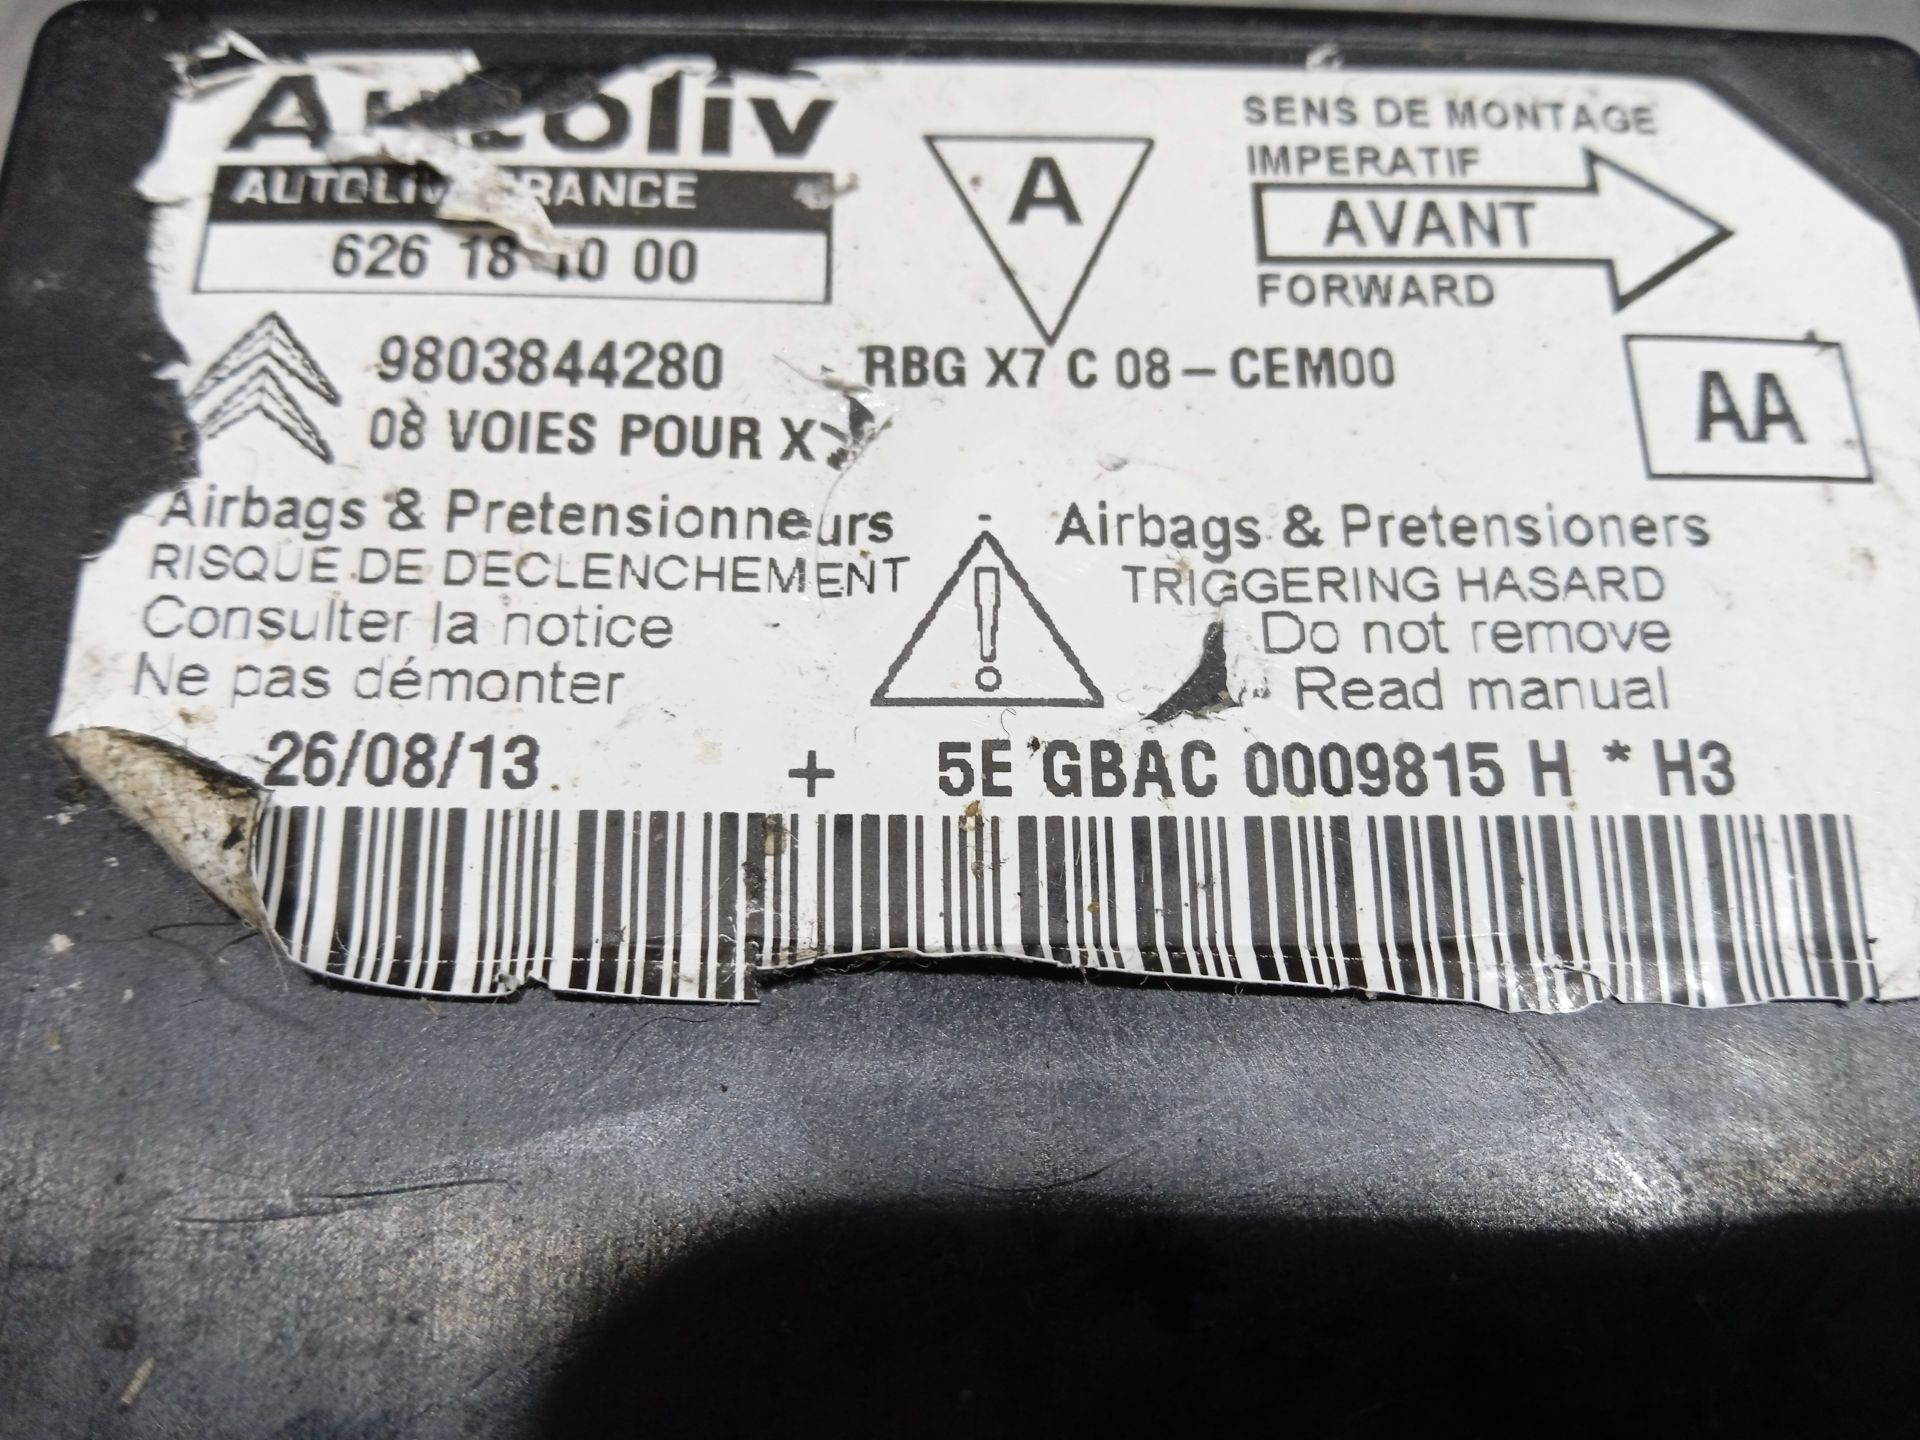 Autoliv
AUTOLIV FRANCE
626 18 10 00
A
SENS DE MONTAGE
IMPERATIF
AVANT
FORWARD
9803844280
RBG X7 C 08-CEM00
08 VOIES POUR X7
AA
Airbags & Pretensionneurs
RISQUE DE DECLENCHEMENT
Consulter la notice
Ne pas démonter
Airbags & Pretensioners
TRIGGERING HASARD
Do not remove
Read manual
26/08/13 + 5E GBAC 0009815 H * H3